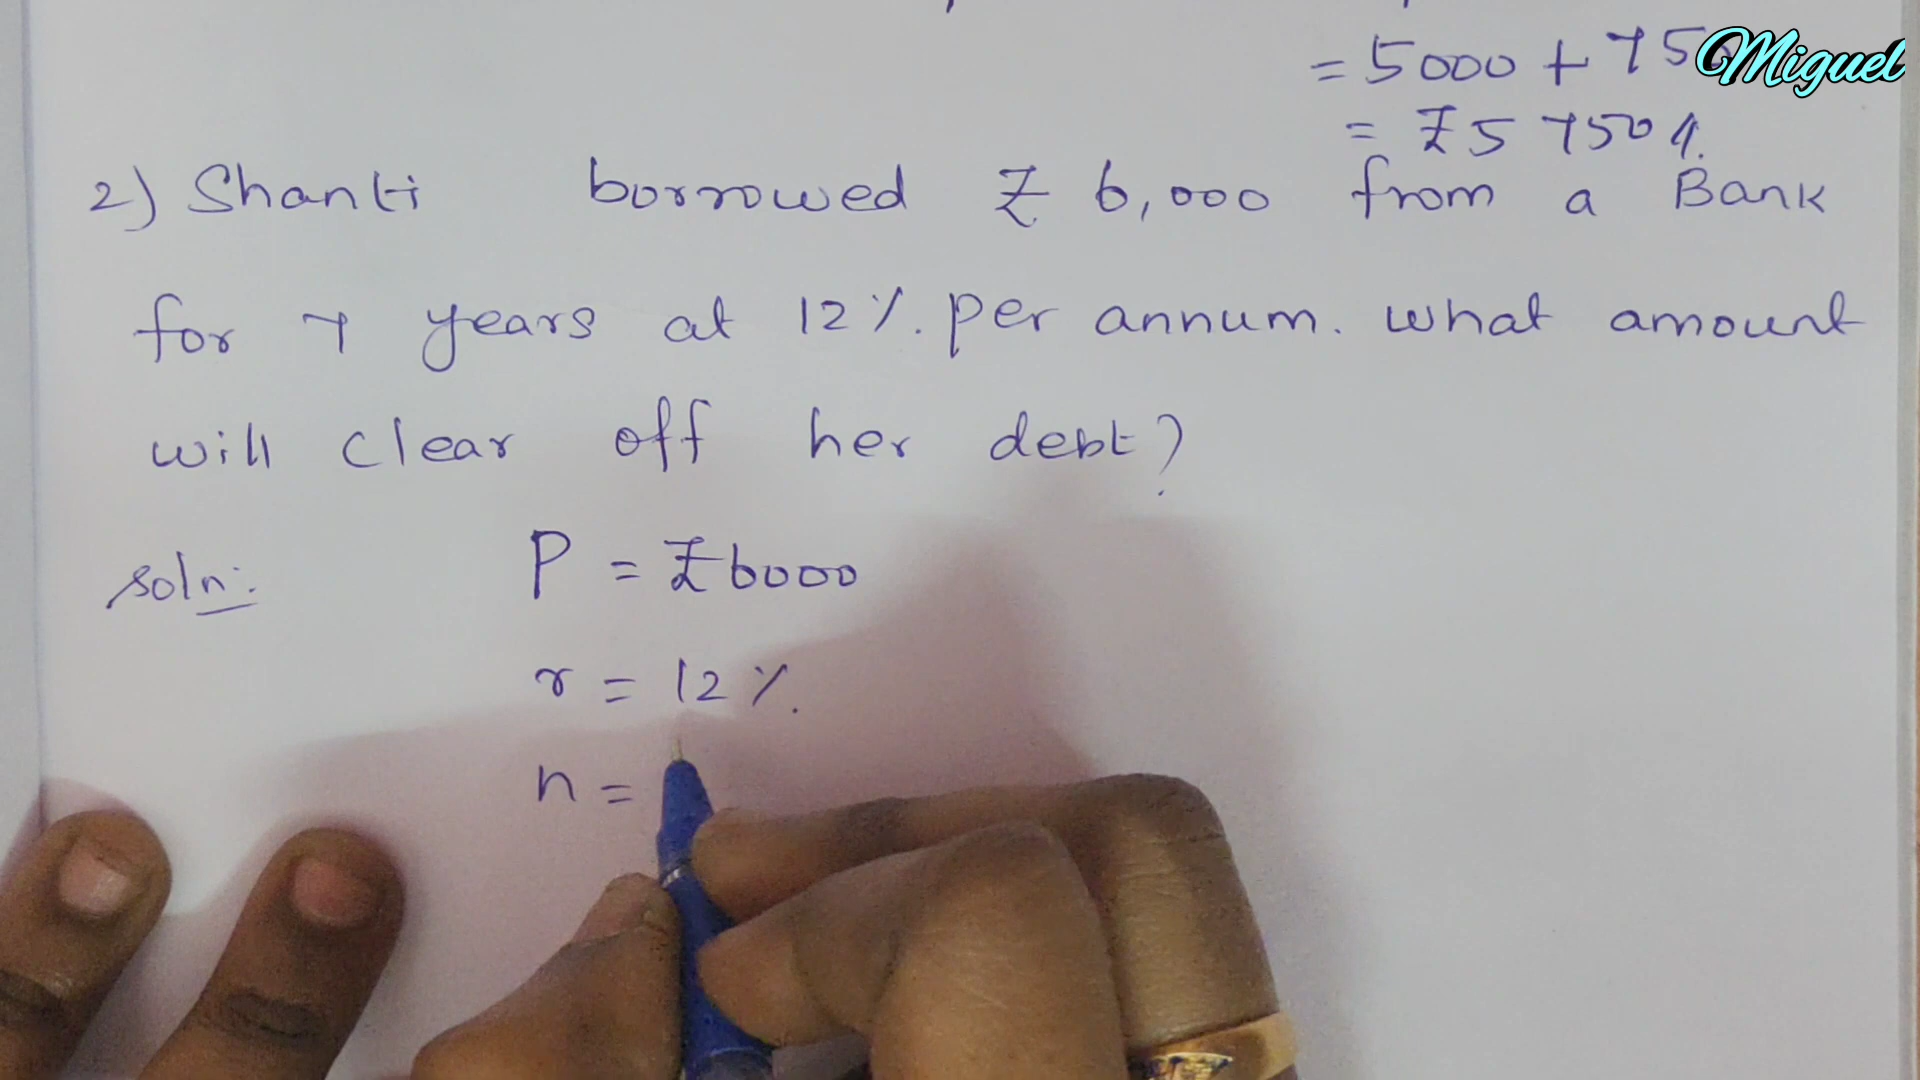 = 5000 + 750
Miguel
= ₹5750/.
2) Shanti borrowed ₹ 6,000 from a Bank
for 7 years at 12%. per annum. what amount
will clear off her debt?
soln:
P = ₹6000
r = 12%.
n =